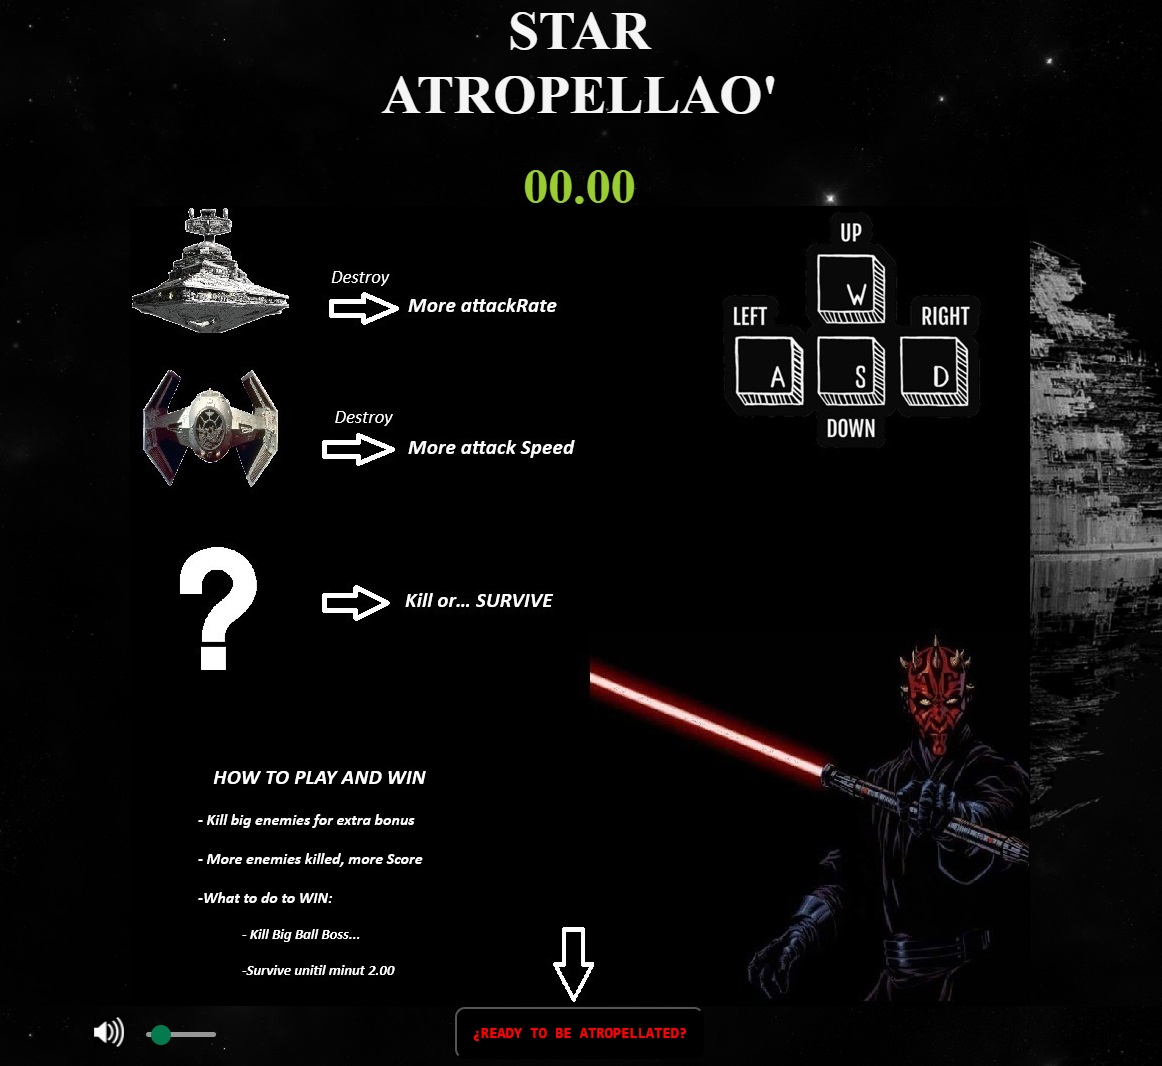 STAR
ATROPELLAO'
00.00
Destroy
More attackRate
Destroy
More attack Speed
Kill or... SURVIVE
UP
W
LEFT
RIGHT
A
S
D
DOWN
HOW TO PLAY AND WIN
- Kill big enemies for extra bonus
- More enemies killed, more Score
-What to do to WIN:
- Kill Big Ball Boss...
-Survive unitil minut 2.00
¿READY TO BE ATROPELLATED?